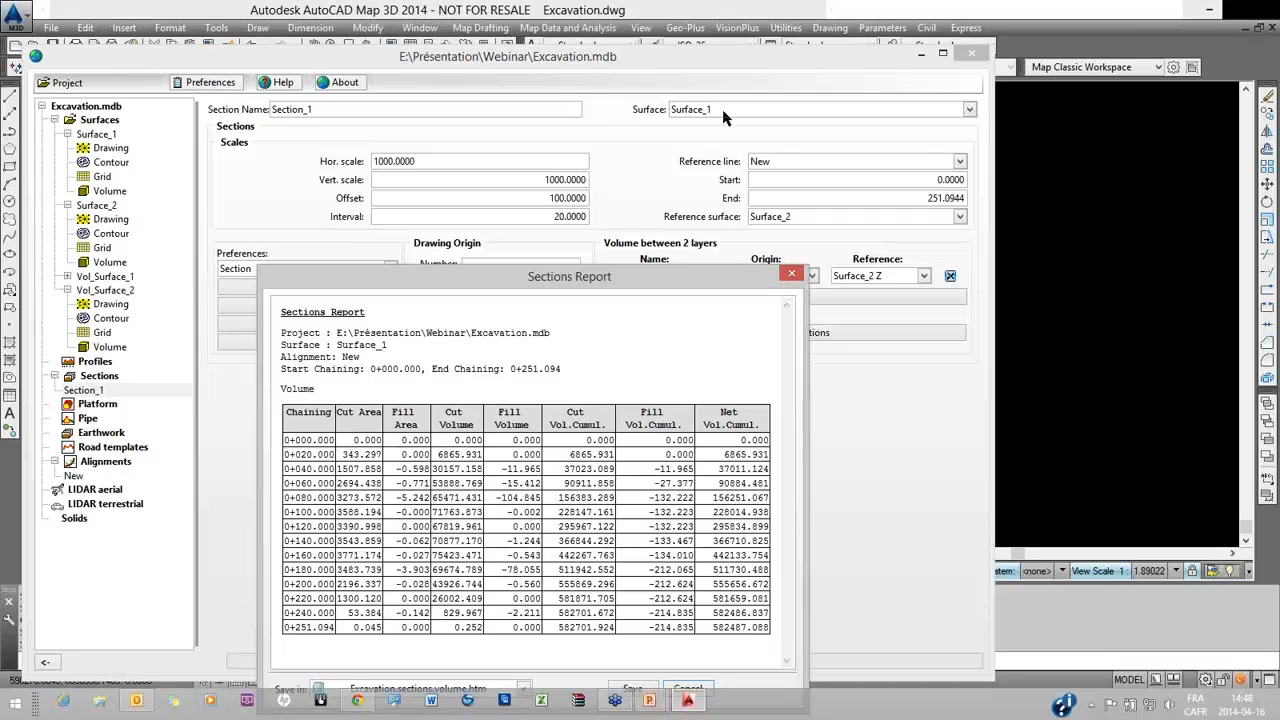 Autodesk AutoCAD Map 3D 2014 - NOT FOR RESALE Excavation.dwg
File Edit Insert Format Tools Draw Dimension Modify Window Map Drafting Map Data and Analysis View Geo-Plus VisionPlus Utilities Drawing Parameters Civil Express
E:\Présentation\Webinar\Excavation.mdb
Map Classic Workspace
Project Preferences Help About
Excavation.mdb
Surfaces
Surface_1
Drawing
Contour
Grid
Volume
Surface_2
Drawing
Contour
Grid
Volume
Vol_Surface_1
Vol_Surface_2
Drawing
Contour
Grid
Volume
Profiles
Sections
Section_1
Platform
Pipe
Earthwork
Road templates
Alignments
New
LIDAR aerial
LIDAR terrestrial
Solids
<-
Section Name: Section_1 Surface: Surface_1
Sections
Scales
Hor. scale: 1000.0000 Reference line: New
Vert. scale: 1000.0000 Start: 0.0000
Offset: 100.0000 End: 251.0944
Interval: 20.0000 Reference surface: Surface_2
Preferences: Drawing Origin Volume between 2 layers
Section Name: Origin: Reference:
Surface_2 Z
Sections Report
Sections Report
Project : E:\Présentation\Webinar\Excavation.mdb
Surface : Surface_1
Alignment: New
Start Chaining: 0+000.000, End Chaining: 0+251.094
Volume
Chaining Cut Area Fill Area Cut Volume Fill Volume Cut Vol.Cumul. Fill Vol.Cumul. Net Vol.Cumul.
0+000.000 0.000 0.000 0.000 0.000 0.000 0.000 0.000
0+020.000 343.297 0.000 6865.931 0.000 6865.931 0.000 6865.931
0+040.000 1507.858 -0.598 30157.158 -11.965 37023.089 -11.965 37011.124
0+060.000 2694.438 -0.771 53888.769 -15.412 90911.858 -27.377 90884.481
0+080.000 3273.572 -5.242 65471.431 -104.845 156383.289 -132.222 156251.067
0+100.000 3588.194 -0.000 71763.873 -0.002 228147.161 -132.223 228014.938
0+120.000 3390.998 -0.000 67819.961 -0.000 295967.122 -132.223 295834.899
0+140.000 3543.859 -0.062 70877.170 -1.244 366844.292 -133.467 366710.825
0+160.000 3771.174 -0.027 75423.471 -0.543 442267.763 -134.010 442133.754
0+180.000 3483.739 -3.903 69674.789 -78.055 511942.552 -212.065 511730.488
0+200.000 2196.337 -0.028 43926.744 -0.560 555869.296 -212.624 555656.672
0+220.000 1300.120 0.000 26002.409 0.000 581871.705 -212.624 581659.081
0+240.000 53.384 -0.142 829.967 -2.211 582701.672 -214.835 582486.837
0+251.094 0.045 0.000 0.252 0.000 582701.924 -214.835 582487.088
Save in: Excavation.sections.volume.htm Save Cancel
<none> View Scale 1 : 1.89022
MODEL
FRA
CAFR
14:48
2014-04-16